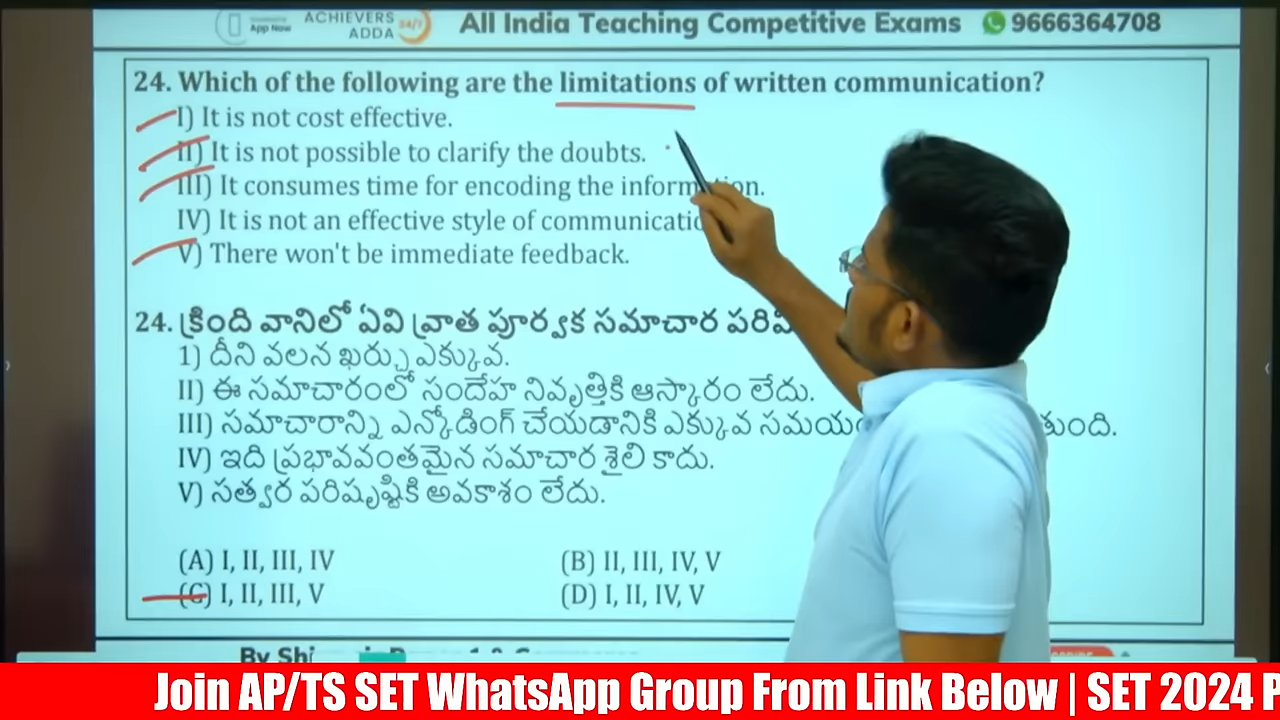 App Now
ACHIEVERS
ADDA 24/7
All India Teaching Competitive Exams 9666364708
24. Which of the following are the limitations of written communication?
I) It is not cost effective.
II) It is not possible to clarify the doubts.
III) It consumes time for encoding the information.
IV) It is not an effective style of
V) There won't be immediate feedback.
24. క్రింది వానిలో ఏవి వ్రాత పూర్వక సమాచార
1) దీని వలన ఖర్చు ఎక్కువ.
II) ఈ సమాచారంలో సందేహ నివృత్తికి ఆస్కారం లేదు.
III) సమాచారాన్ని ఎన్కోడింగ్ చేయడానికి ఎక్కువ
IV) ఇది ప్రభావవంతమైన సమాచార శైలి కాదు.
V) సత్వర పరిపుష్టికి అవకాశం లేదు.
(A) I, II, III, IV (B) II, III, IV, V
(C) I, II, III, V (D) I, II, IV, V
By
Join AP/TS SET WhatsApp Group From Link Below | SET 2024 P